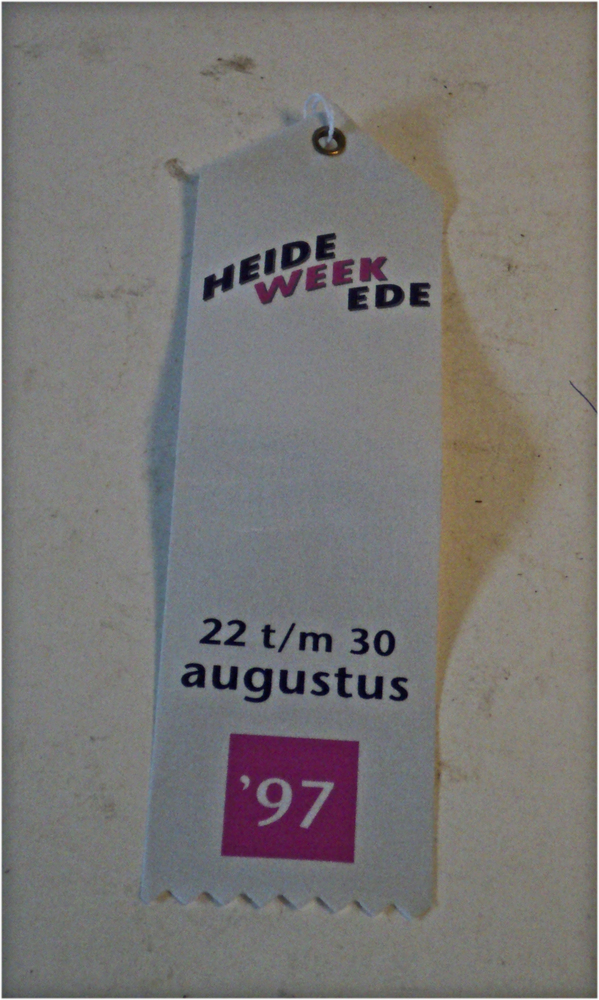 HEIDE
WEEK
EDE
22 t/m 30
augustus
'97